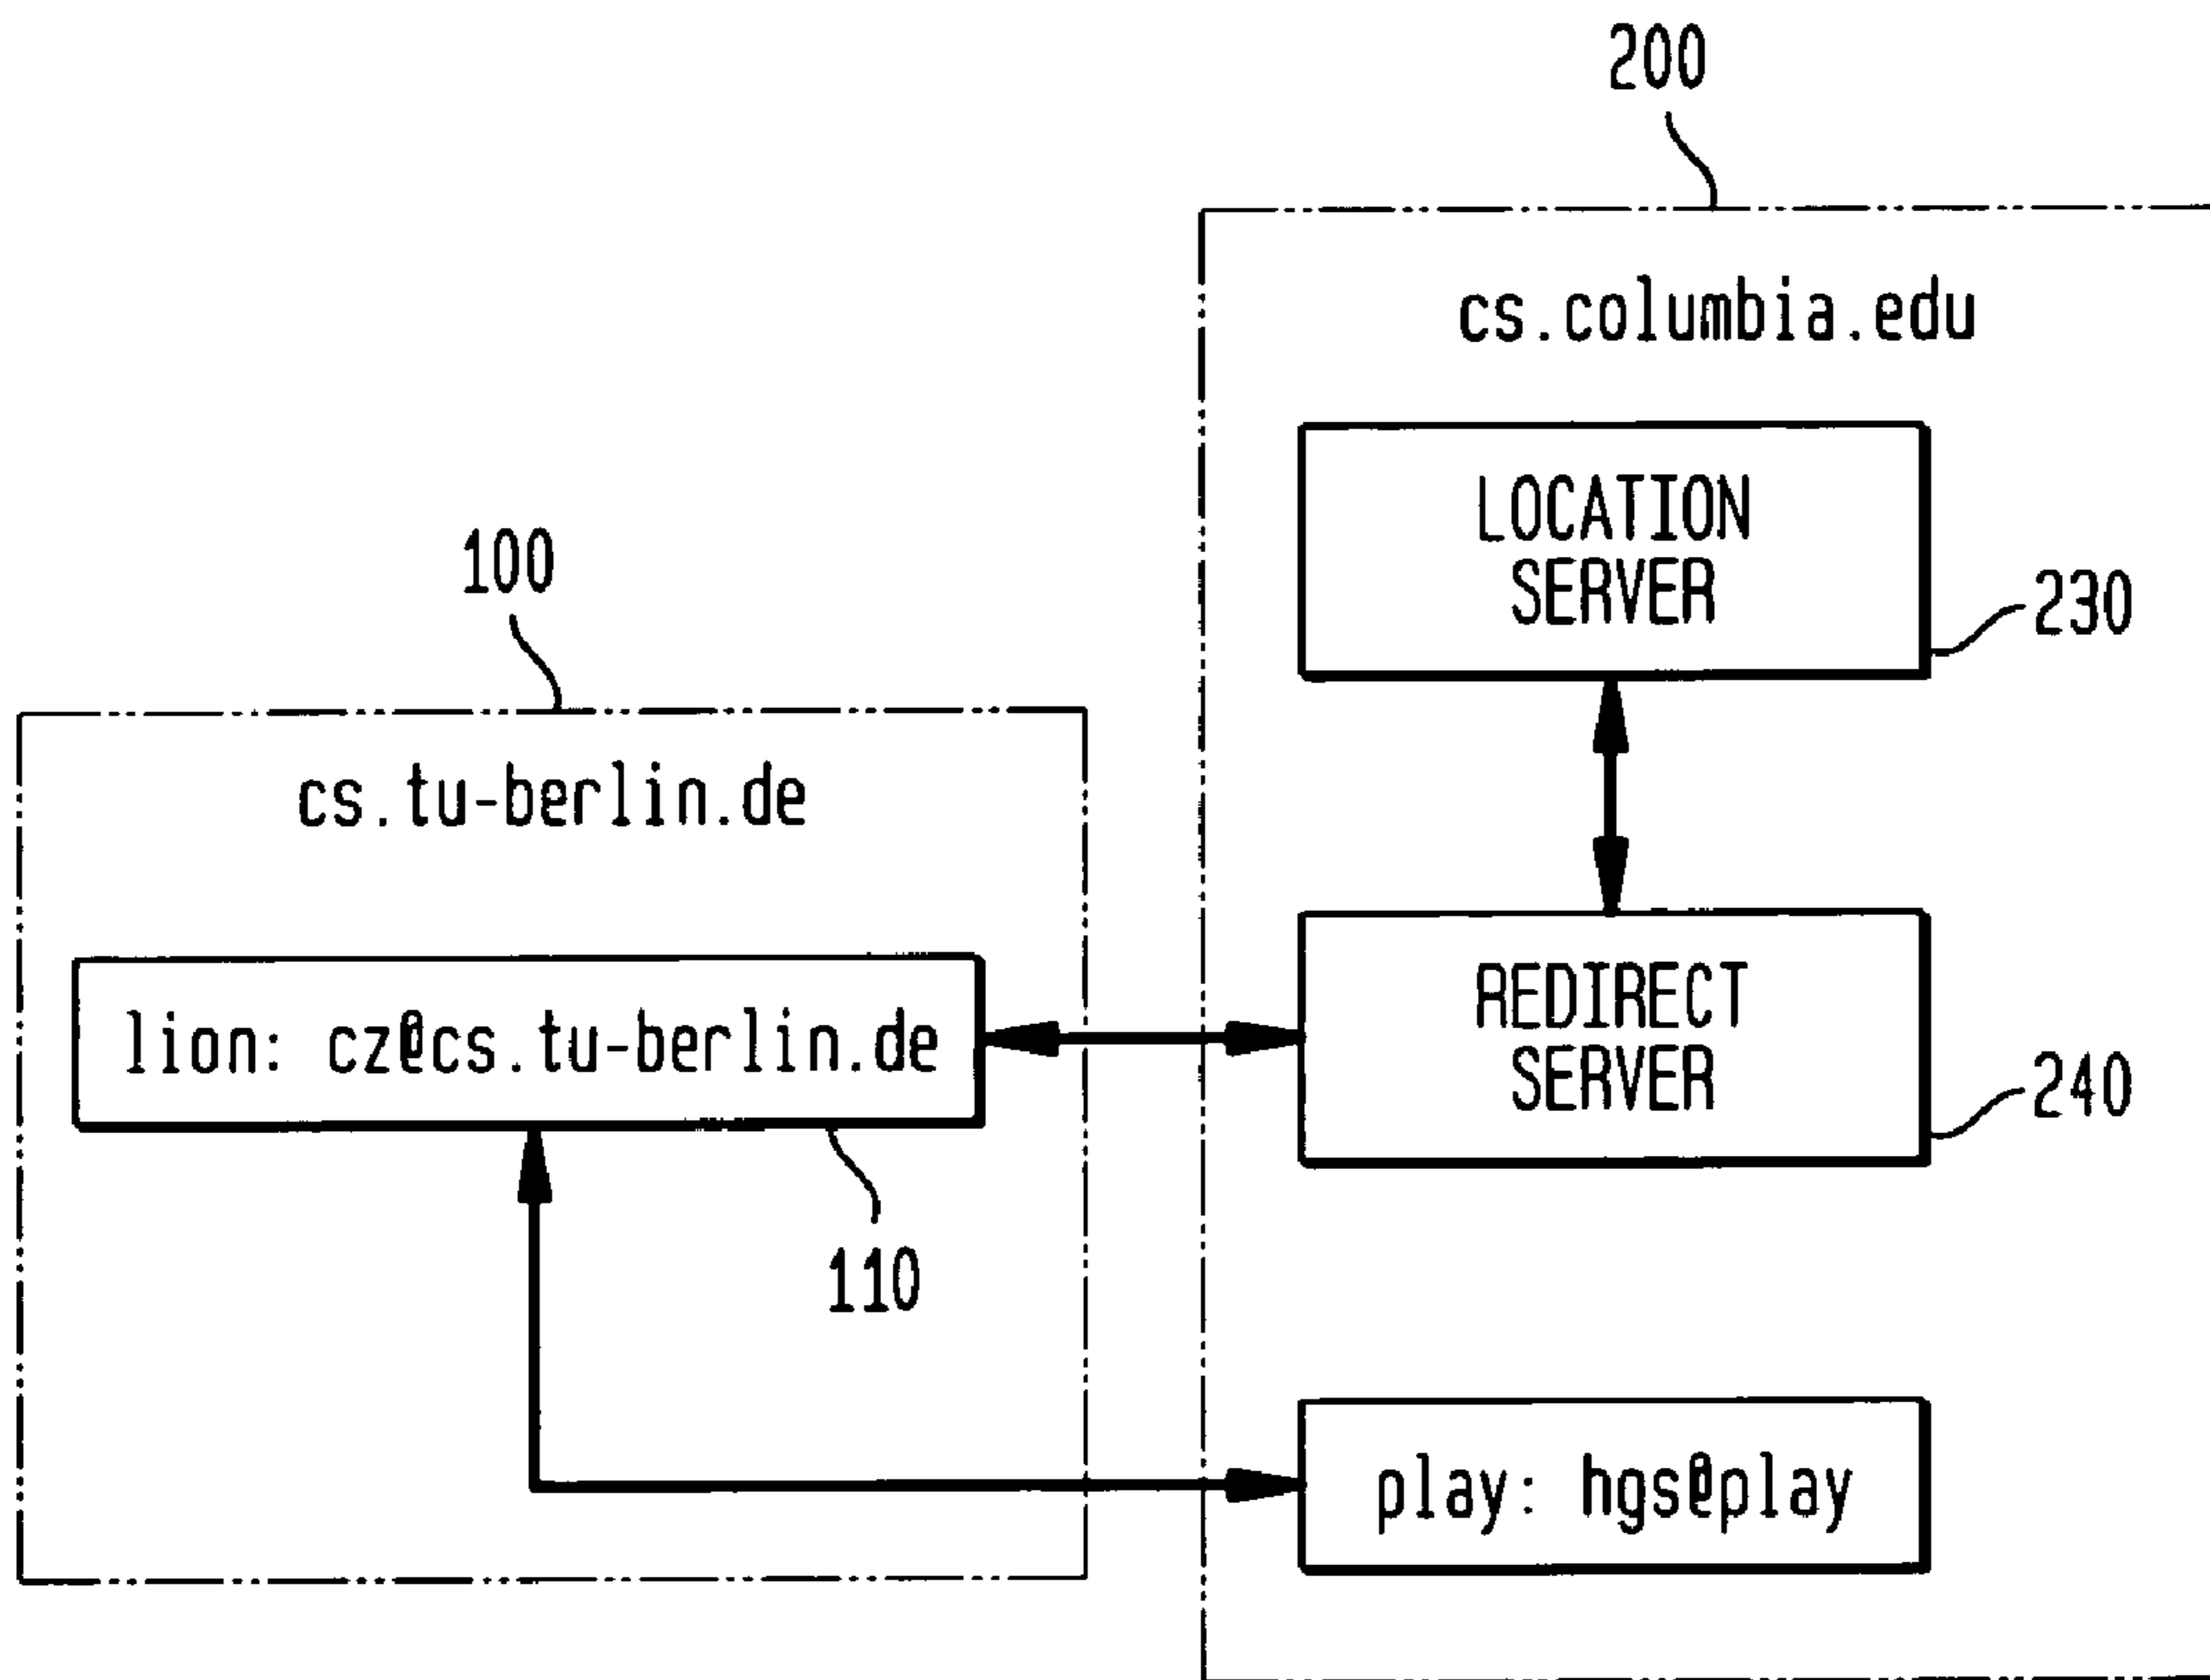 200
cs.columbia.edu
LOCATION
SERVER
230
100
cs.tu-berlin.de
lion: cz@cs.tu-berlin.de
110
REDIRECT
SERVER
240
play: hgs@play